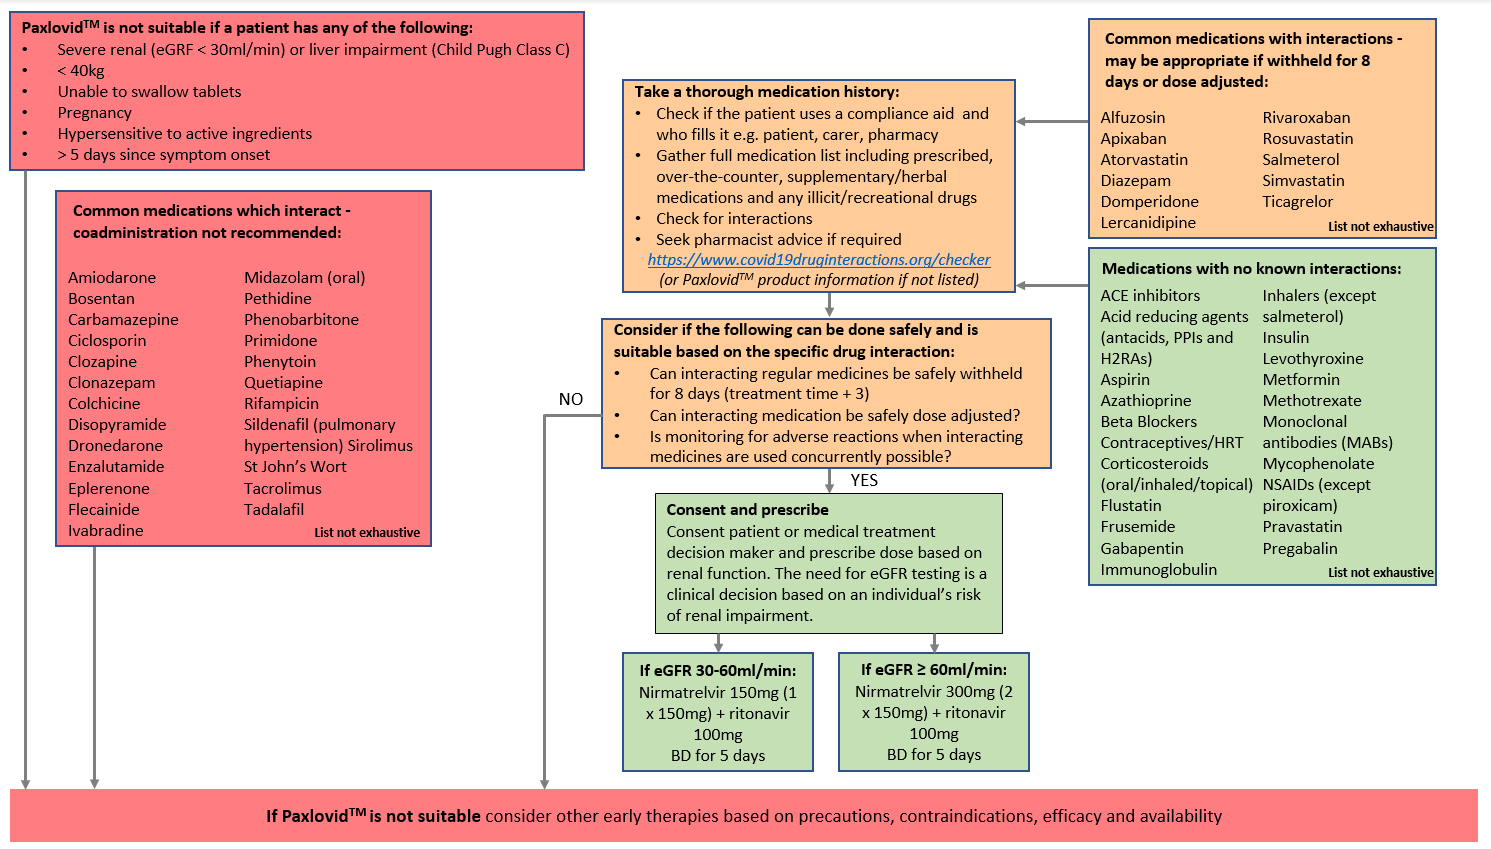 Paxlovid™ is not suitable if a patient has any of the following:
• Severe renal (eGRF < 30ml/min) or liver impairment (Child Pugh Class C)
• < 40kg
• Unable to swallow tablets
• Pregnancy
• Hypersensitive to active ingredients
• > 5 days since symptom onset
Common medications which interact -
coadministration not recommended:
Amiodarone
Bosentan
Carbamazepine
Ciclosporin
Clozapine
Clonazepam
Colchicine
Disopyramide
Dronedarone
Enzalutamide
Eplerenone
Flecainide
Ivabradine
Midazolam (oral)
Pethidine
Phenobarbitone
Primidone
Phenytoin
Quetiapine
Rifampicin
Sildenafil (pulmonary
hypertension) Sirolimus
St John’s Wort
Tacrolimus
Tadalafil
List not exhaustive
Take a thorough medication history:
• Check if the patient uses a compliance aid and
who fills it e.g. patient, carer, pharmacy
• Gather full medication list including prescribed,
over-the-counter, supplementary/herbal
medications and any illicit/recreational drugs
• Check for interactions
• Seek pharmacist advice if required
https://www.covid19druginteractions.org/checker
(or Paxlovid™ product information if not listed)
Common medications with interactions -
may be appropriate if withheld for 8
days or dose adjusted:
Alfuzosin
Apixaban
Atorvastatin
Diazepam
Domperidone
Lercanidipine
Rivaroxaban
Rosuvastatin
Salmeterol
Simvastatin
Ticagrelor
List not exhaustive
Medications with no known interactions:
ACE inhibitors
Acid reducing agents
(antacids, PPIs and
H2RAs)
Aspirin
Azathioprine
Beta Blockers
Contraceptives/HRT
Corticosteroids
(oral/inhaled/topical)
Flustatin
Frusemide
Gabapentin
Immunoglobulin
Inhalers (except
salmeterol)
Insulin
Levothyroxine
Metformin
Methotrexate
Monoclonal
antibodies (MABs)
Mycophenolate
NSAIDs (except
piroxicam)
Pravastatin
Pregabalin
List not exhaustive
Consider if the following can be done safely and is
suitable based on the specific drug interaction:
• Can interacting regular medicines be safely withheld
for 8 days (treatment time + 3)
• Can interacting medication be safely dose adjusted?
• Is monitoring for adverse reactions when interacting
medicines are used concurrently possible?
NO
YES
Consent and prescribe
Consent patient or medical treatment
decision maker and prescribe dose based on
renal function. The need for eGFR testing is a
clinical decision based on an individual’s risk
of renal impairment.
If eGFR 30-60ml/min:
Nirmatrelvir 150mg (1
x 150mg) + ritonavir
100mg
BD for 5 days
If eGFR ≥ 60ml/min:
Nirmatrelvir 300mg (2
x 150mg) + ritonavir
100mg
BD for 5 days
If Paxlovid™ is not suitable consider other early therapies based on precautions, contraindications, efficacy and availability